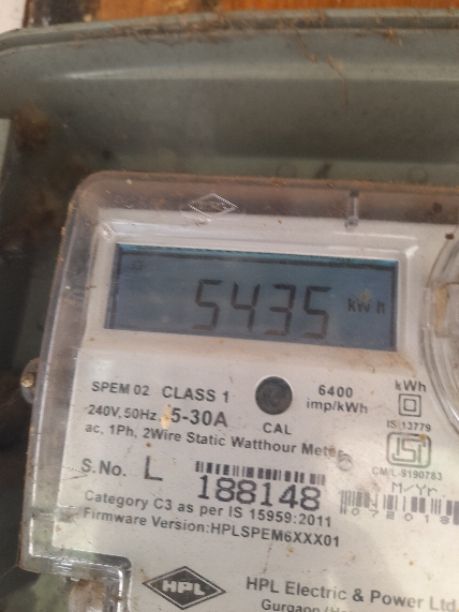 5435 kWh
SPEM 02 CLASS 1
6400 imp/kWh
kWh
240V, 50Hz, 5-30A
CAL
IS 13779
ac, 1Ph, 2Wire Static Watthour Meter
ISI
CM/L-9190783
S.No. L 188148
M/Yr.
Category C3 as per IS 15959:2011
Firmware Version:HPLSPEM6XXX01
HPL
HPL Electric & Power Ltd